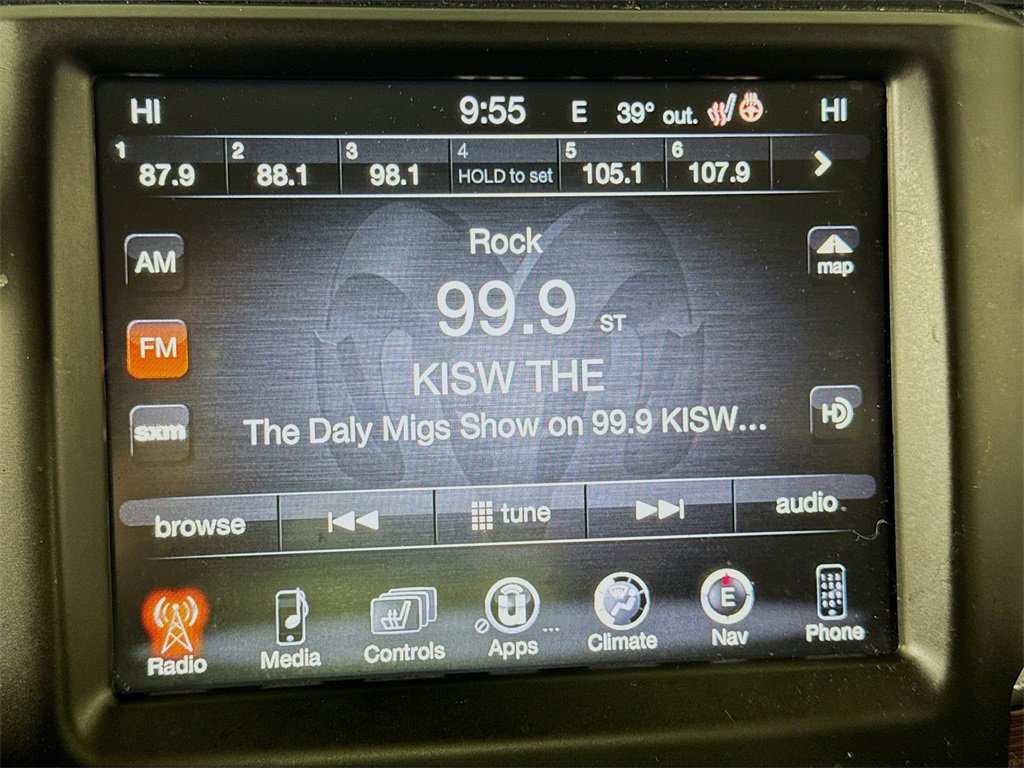 HI 9:55 E 39° out. HI
1 87.9 2 88.1 3 98.1 4 HOLD to set 5 105.1 6 107.9
Rock
AM
map
99.9 ST
FM
KISW THE
HD
The Daly Migs Show on 99.9 KISW...
sxm
browse tune audio
E
Radio Media Controls Apps ... Climate Nav Phone